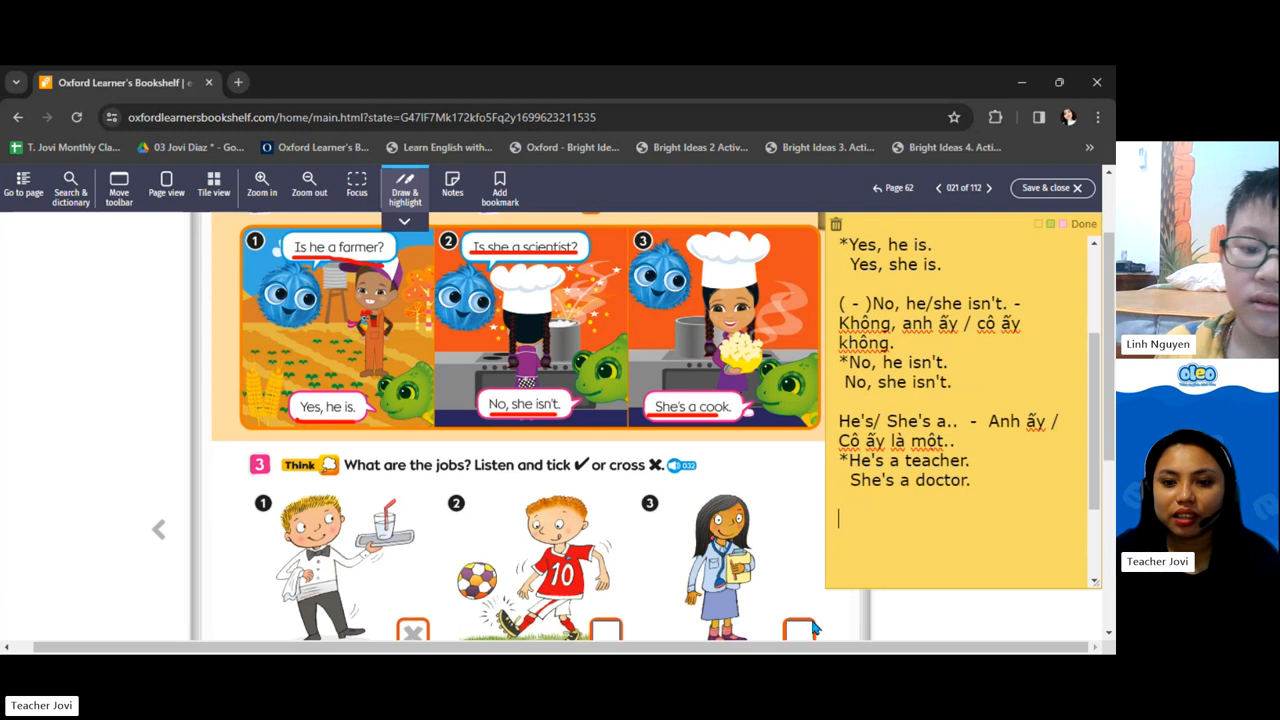 Oxford Learner's Bookshelf | e
oxfordlearnersbookshelf.com/home/main.html?state=G47IF7Mk172kfo5Fq2y1699623211535
T. Jovi Monthly Cla...
03 Jovi Diaz * - Go...
Oxford Learner's B...
Learn English with...
Oxford - Bright Ide...
Bright Ideas 2 Activ...
Bright Ideas 3. Acti...
Bright Ideas 4. Acti...
Go to page
Search & dictionary
Move toolbar
Page view
Tile view
Zoom in
Zoom out
Focus
Draw & highlight
Notes
Add bookmark
Page 62
021 of 112
Save & close
1
Is he a farmer?
Yes, he is.
2
Is she a scientist?
No, she isn't.
3
She's a cook.
3 Think What are the jobs? Listen and tick ✔ or cross ✖. 032
1
2
10
3
Done
*Yes, he is.
Yes, she is.
( - )No, he/she isn't. -
Không, anh ấy / cô ấy
không.
*No, he isn't.
No, she isn't.
He's/ She's a.. - Anh ấy /
Cô ấy là một..
*He's a teacher.
She's a doctor.
Linh Nguyen
oleo
Teacher Jovi
Teacher Jovi